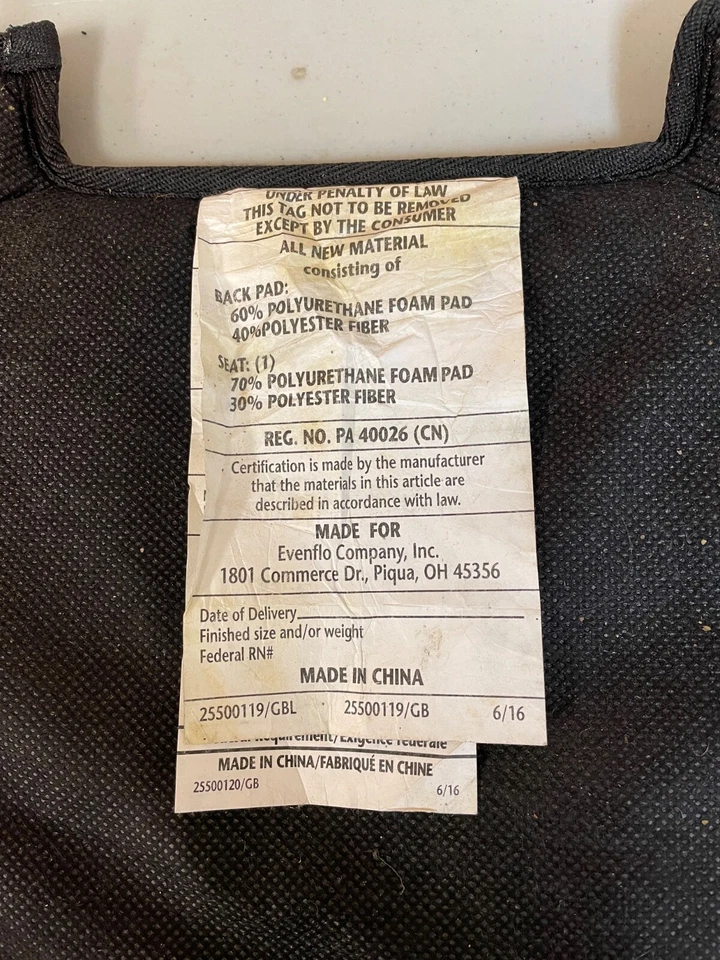 UNDER PENALTY OF LAW
THIS TAG NOT TO BE REMOVED
EXCEPT BY THE CONSUMER
ALL NEW MATERIAL
consisting of
BACK PAD:
60% POLYURETHANE FOAM PAD
40%POLYESTER FIBER
SEAT: (1)
70% POLYURETHANE FOAM PAD
30% POLYESTER FIBER
REG. NO. PA 40026 (CN)
Certification is made by the manufacturer
that the materials in this article are
described in accordance with law.
MADE FOR
Evenflo Company, Inc.
1801 Commerce Dr., Piqua, OH 45356
Date of Delivery
Finished size and/or weight
Federal RN#
MADE IN CHINA
25500119/GBL 25500119/GB 6/16
Requirement/Exigence fédérale
MADE IN CHINA/FABRIQUÉ EN CHINE
25500120/GB 6/16